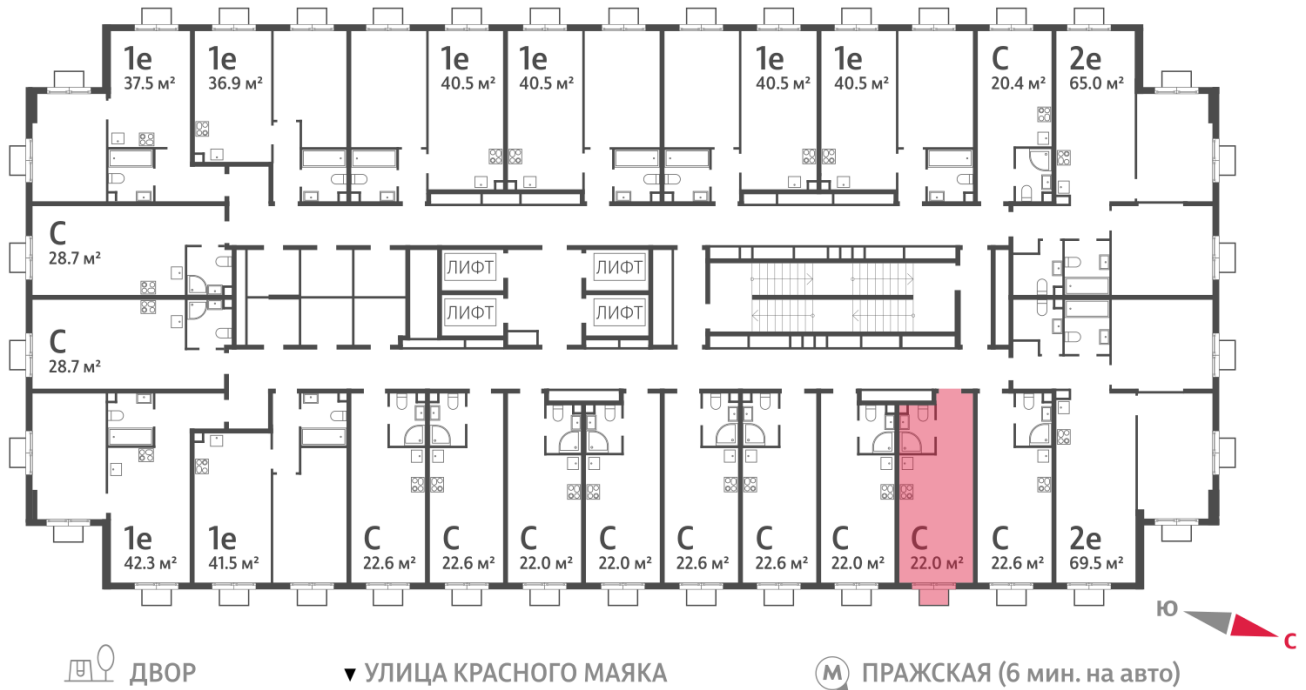 1е
37.5 м²
1е
36.9 м²
1е
40.5 м²
1е
40.5 м²
1е
40.5 м²
1е
40.5 м²
С
20.4 м²
2е
65.0 м²
С
28.7 м²
ЛИФТ
ЛИФТ
ЛИФТ
ЛИФТ
С
28.7 м²
1е
42.3 м²
1е
41.5 м²
С
22.6 м²
С
22.6 м²
С
22.0 м²
С
22.0 м²
С
22.6 м²
С
22.6 м²
С
22.0 м²
С
22.0 м²
С
22.6 м²
2е
69.5 м²
Ю
С
ДВОР
УЛИЦА КРАСНОГО МАЯКА
М ПРАЖСКАЯ (6 мин. на авто)